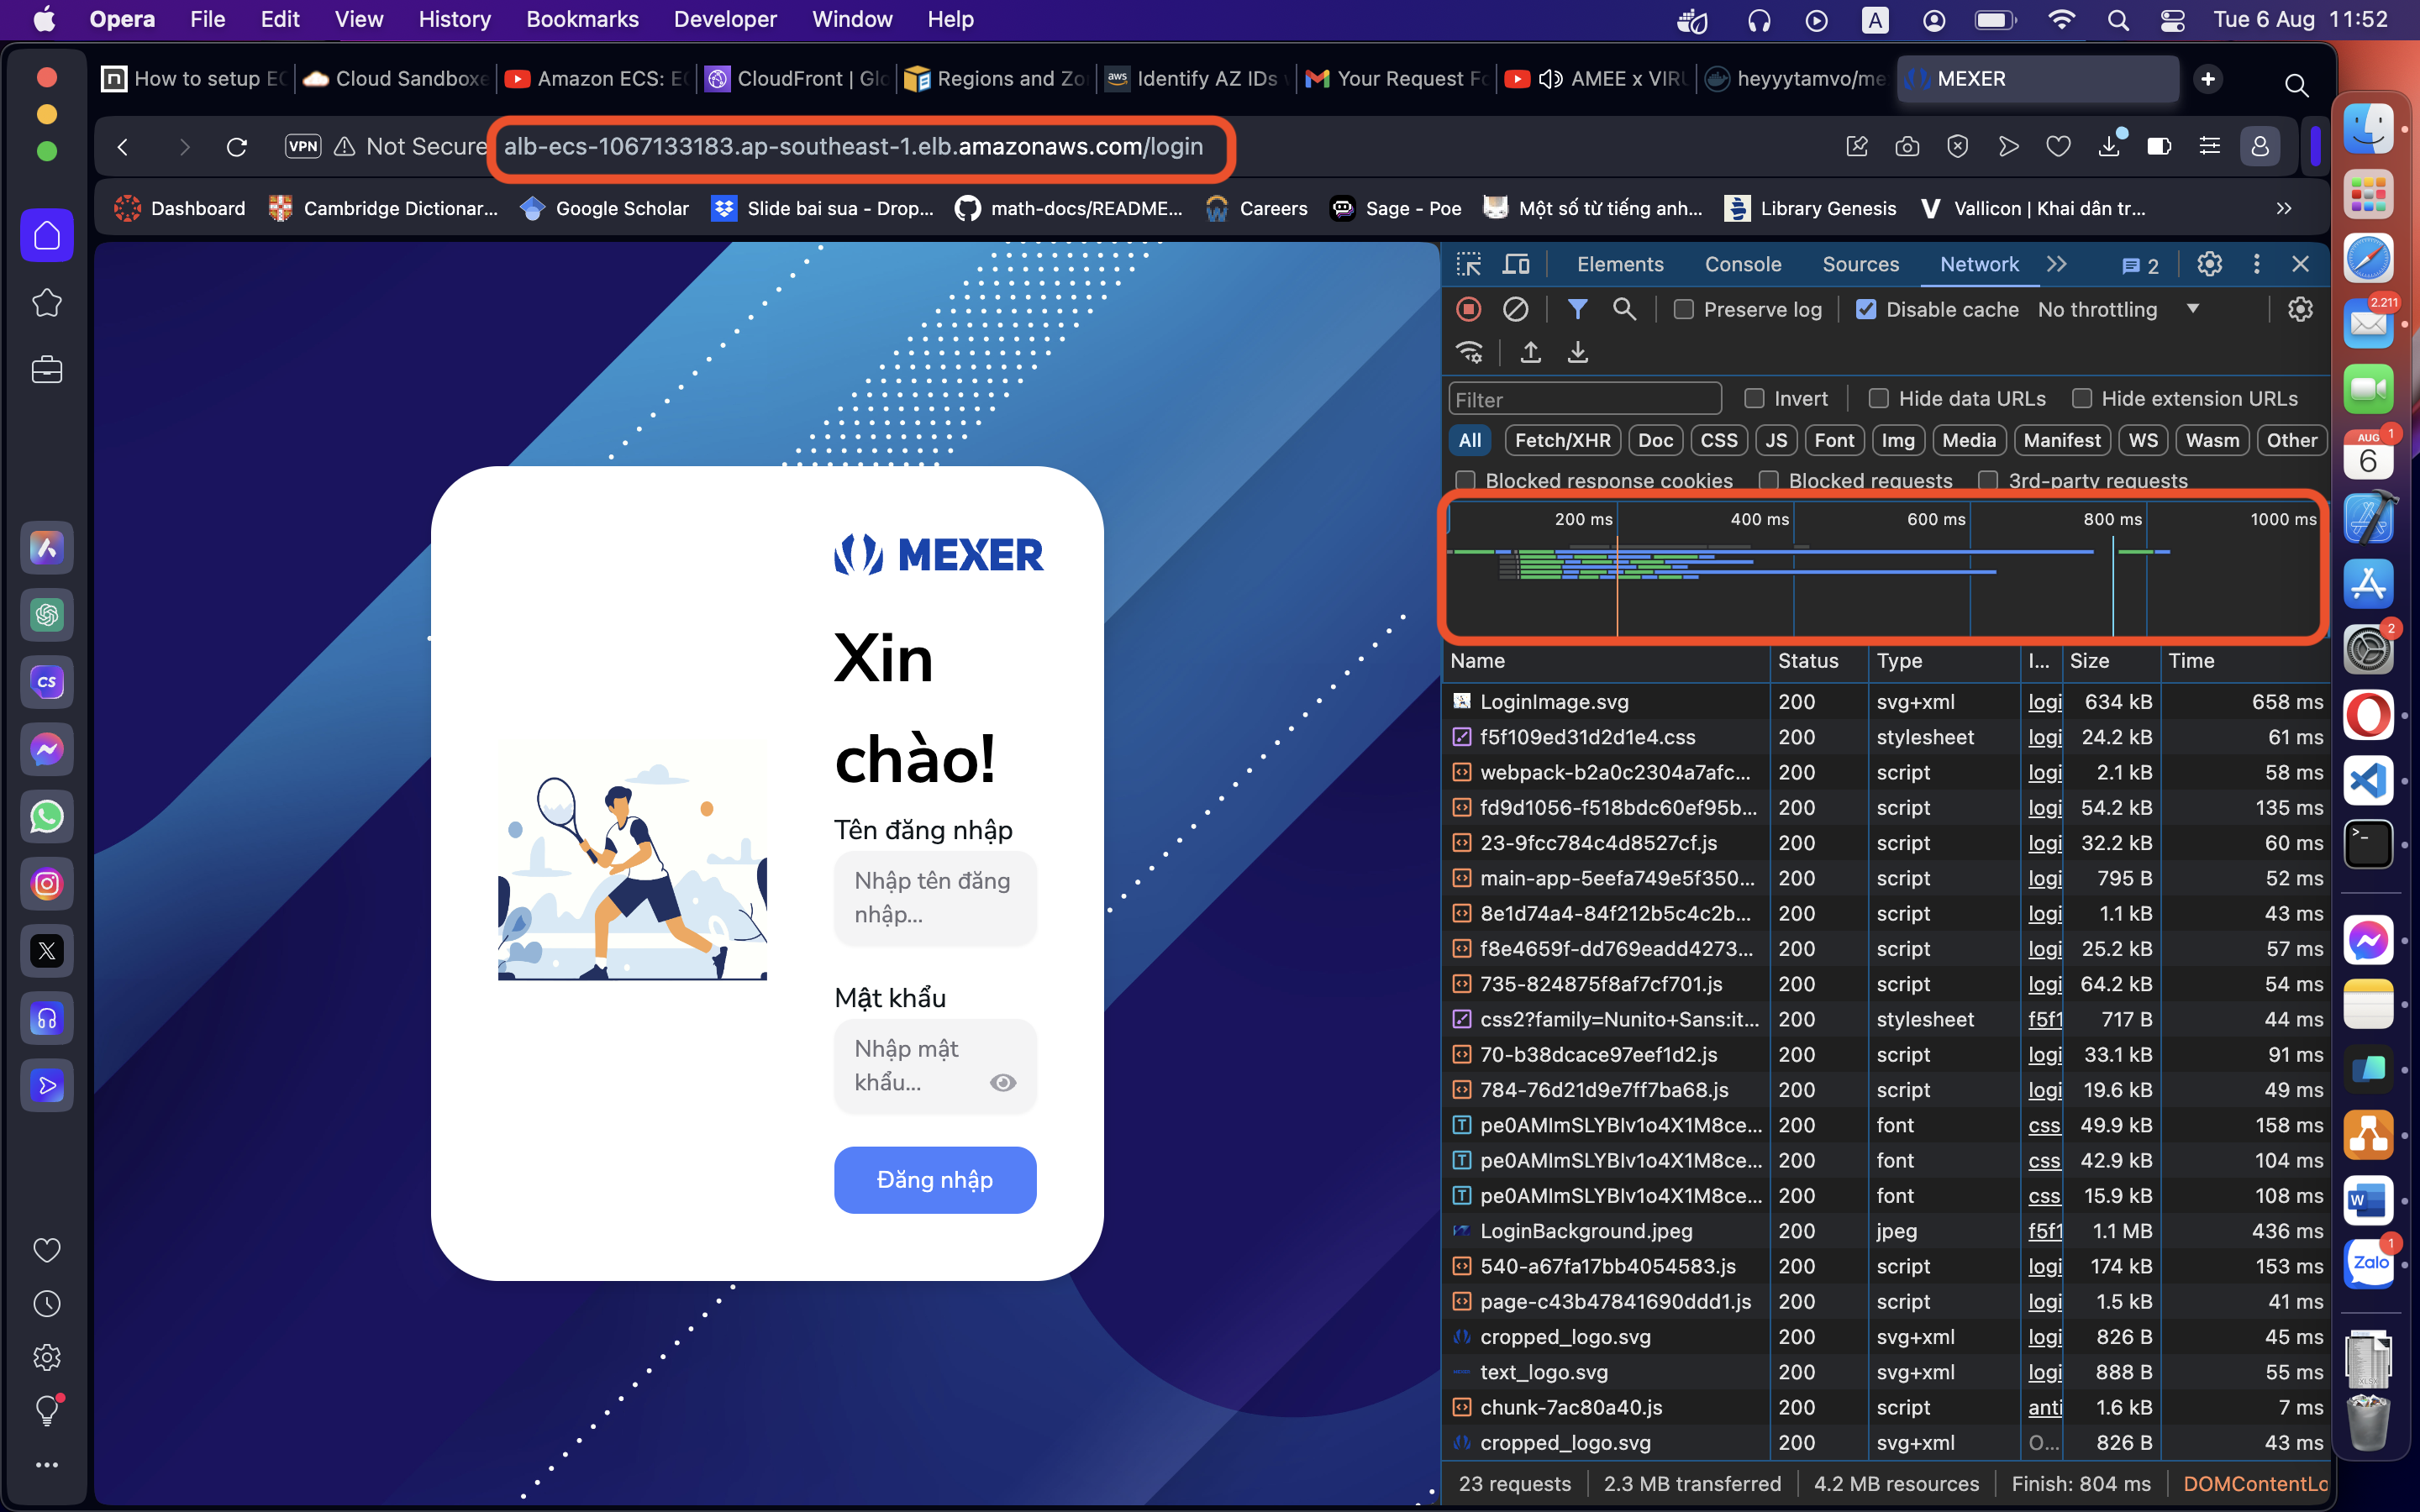 Opera File Edit View History Bookmarks Developer Window Help
A
Tue 6 Aug 11:52
How to setup EC
Cloud Sandboxe
Amazon ECS: E
CloudFront | Glo
Regions and Zo
aws
Identify AZ IDs
Your Request Fo
AMEE x VIRU
heyyytamvo/me
MEXER
VPN
Not Secure
alb-ecs-1067133183.ap-southeast-1.elb.amazonaws.com/login
Dashboard
Cambridge Dictionar...
Google Scholar
Slide bai sua - Drop...
math-docs/README...
Careers
Sage - Poe
Một số từ tiếng anh...
Library Genesis
Vallicon | Khai dân tr...
CS
MEXER
Xin
chào!
Tên đăng nhập
Nhập tên đăng
nhập...
Mật khẩu
Nhập mật
khẩu...
Đăng nhập
Elements Console Sources Network 2
Preserve log Disable cache No throttling
Filter Invert Hide data URLs Hide extension URLs
All Fetch/XHR Doc CSS JS Font Img Media Manifest WS Wasm Other
Blocked response cookies Blocked requests 3rd-party requests
200 ms 400 ms 600 ms 800 ms 1000 ms
Name Status Type I... Size Time
LoginImage.svg 200 svg+xml logi 634 kB 658 ms
f5f109ed31d2d1e4.css 200 stylesheet logi 24.2 kB 61 ms
webpack-b2a0c2304a7afc... 200 script logi 2.1 kB 58 ms
fd9d1056-f518bdc60ef95b... 200 script logi 54.2 kB 135 ms
23-9fcc784c4d8527cf.js 200 script logi 32.2 kB 60 ms
main-app-5eefa749e5f350... 200 script logi 795 B 52 ms
8e1d74a4-84f212b5c4c2b... 200 script logi 1.1 kB 43 ms
f8e4659f-dd769eadd4273... 200 script logi 25.2 kB 57 ms
735-824875f8af7cf701.js 200 script logi 64.2 kB 54 ms
css2?family=Nunito+Sans:it... 200 stylesheet f5f1 717 B 44 ms
70-b38dcace97eef1d2.js 200 script logi 33.1 kB 91 ms
784-76d21d9e7ff7ba68.js 200 script logi 19.6 kB 49 ms
pe0AMImSLYBIv1o4X1M8ce... 200 font css 49.9 kB 158 ms
pe0AMImSLYBIv1o4X1M8ce... 200 font css 42.9 kB 104 ms
pe0AMImSLYBIv1o4X1M8ce... 200 font css 15.9 kB 108 ms
LoginBackground.jpeg 200 jpeg f5f1 1.1 MB 436 ms
540-a67fa17bb4054583.js 200 script logi 174 kB 153 ms
page-c43b47841690ddd1.js 200 script logi 1.5 kB 41 ms
cropped_logo.svg 200 svg+xml logi 826 B 45 ms
text_logo.svg 200 svg+xml logi 888 B 55 ms
chunk-7ac80a40.js 200 script anti 1.6 kB 7 ms
cropped_logo.svg 200 svg+xml O... 826 B 43 ms
23 requests 2.3 MB transferred 4.2 MB resources Finish: 804 ms DOMContentLo
2.211
AUG
1
6
2
W
1
Zalo